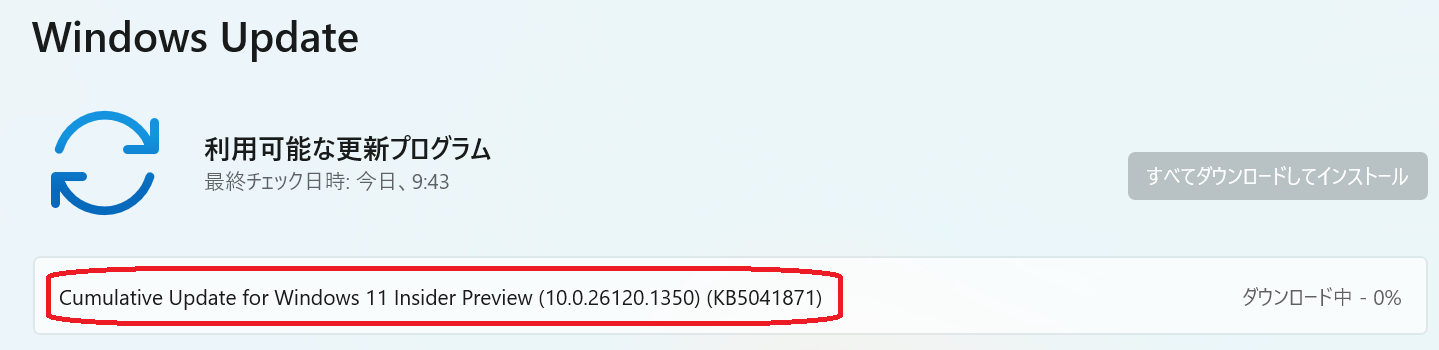 Windows Update
利用可能な更新プログラム
最終チェック日時: 今日、9:43
すべてダウンロードしてインストール
Cumulative Update for Windows 11 Insider Preview (10.0.26120.1350) (KB5041871)
ダウンロード中 - 0%